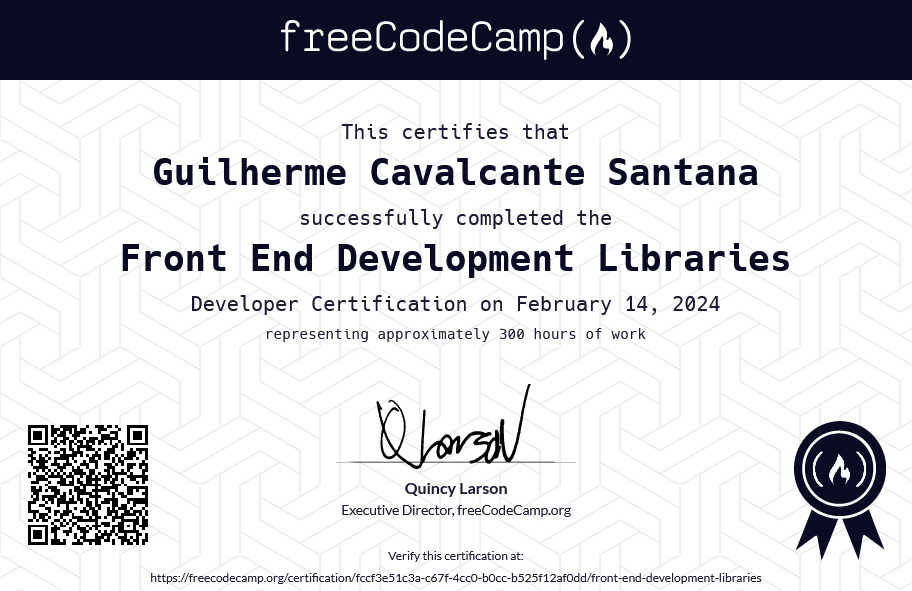 freeCodeCamp
This certifies that
Guilherme Cavalcante Santana
successfully completed the
Front End Development Libraries
Developer Certification on February 14, 2024
representing approximately 300 hours of work
Q Larson
Quincy Larson
Executive Director, freeCodeCamp.org
Verify this certification at:
https://freecodecamp.org/certification/fccf3e51c3a-c67f-4cc0-b0cc-b525f12af0dd/front-end-development-libraries